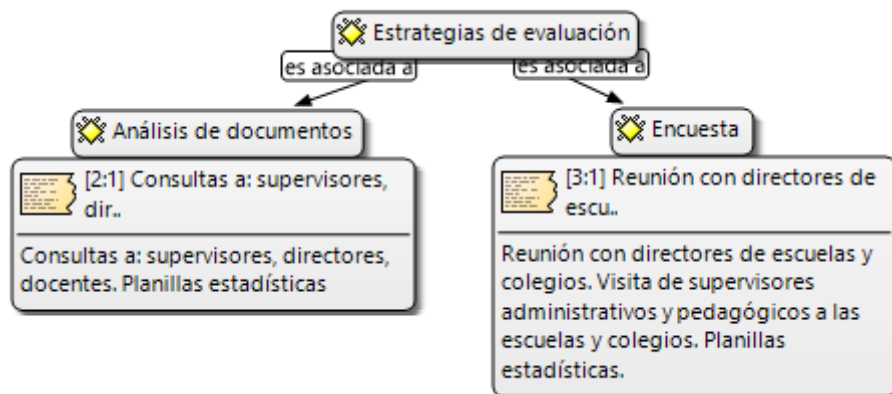 Estrategias de evaluación
es asociada a
es asociada a
Análisis de documentos
[2:1] Consultas a: supervisores,
dir..
Consultas a: supervisores, directores,
docentes. Planillas estadísticas
Encuesta
[3:1] Reunión con directores de
escu..
Reunión con directores de escuelas y
colegios. Visita de supervisores
administrativos y pedagógicos a las
escuelas y colegios. Planillas
estadísticas.